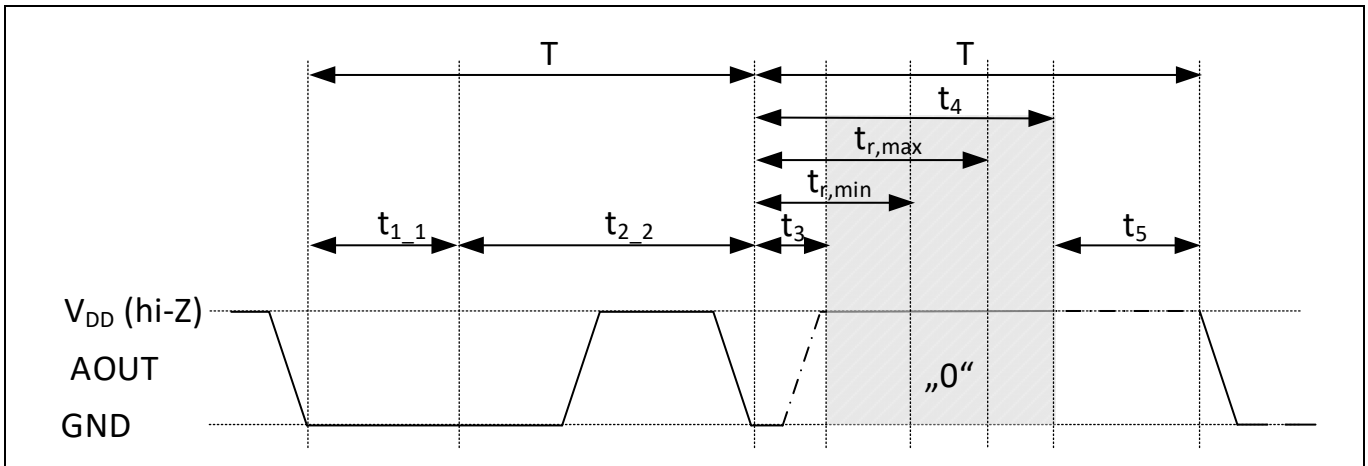 T T
t4
tr,max
tr,min
t1_1 t2_2 t3 t5
VDD (hi-Z)
AOUT „0“
GND